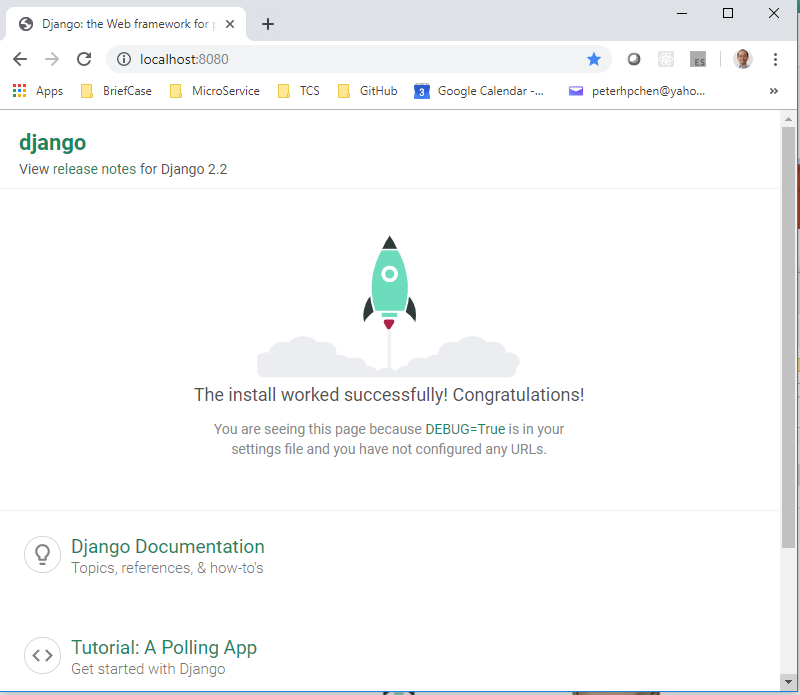 Django: the Web framework for p
localhost:8080
ES
Apps BriefCase MicroService TCS GitHub 3 Google Calendar -... peterhpchen@yaho... »
django
View release notes for Django 2.2
The install worked successfully! Congratulations!
You are seeing this page because DEBUG=True is in your
settings file and you have not configured any URLs.
Django Documentation
Topics, references, & how-to's
Tutorial: A Polling App
Get started with Django